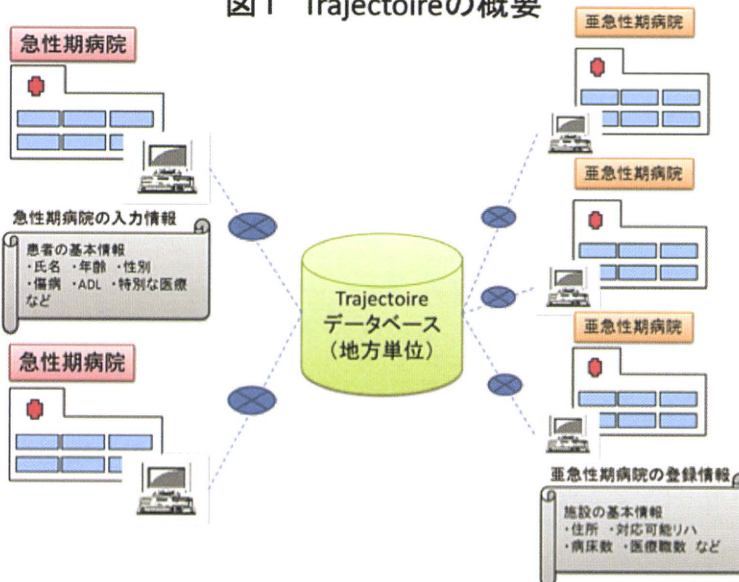 図1 Trajectoireの概要
急性期病院
急性期病院の入力情報
患者の基本情報
・氏名 ・年齢 ・性別
・傷病 ・ADL ・特別な医療
など
急性期病院
Trajectoire
データベース
（地方単位）
亜急性期病院
亜急性期病院
亜急性期病院
亜急性期病院の登録情報
施設の基本情報
・住所 ・対応可能リハ
・病床数 ・医療職数 など